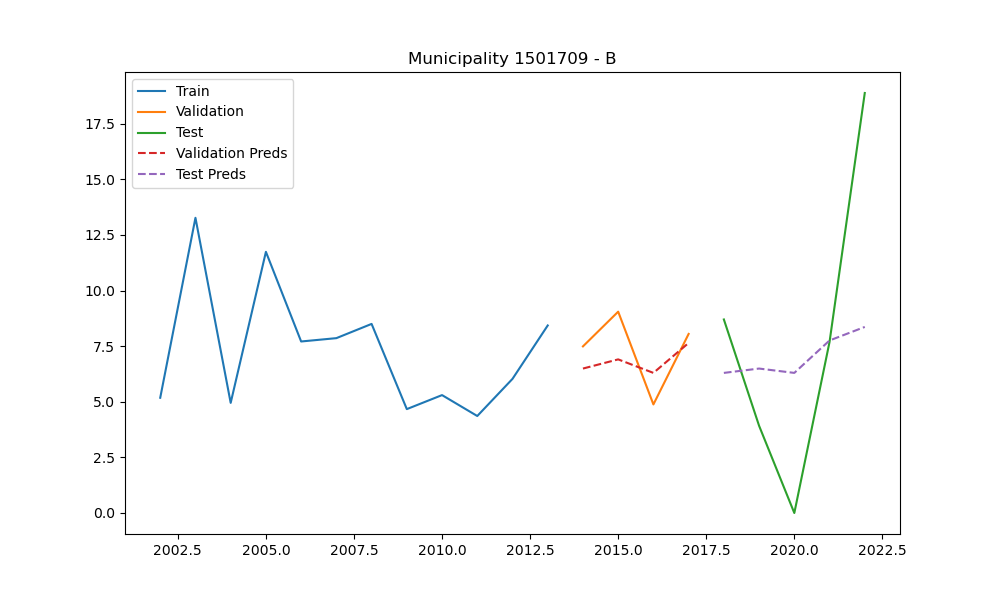 Municipality 1501709 - B
Train
Validation
Test
Validation Preds
Test Preds
17.5
15.0
12.5
10.0
7.5
5.0
2.5
0.0
2002.5 2005.0 2007.5 2010.0 2012.5 2015.0 2017.5 2020.0 2022.5